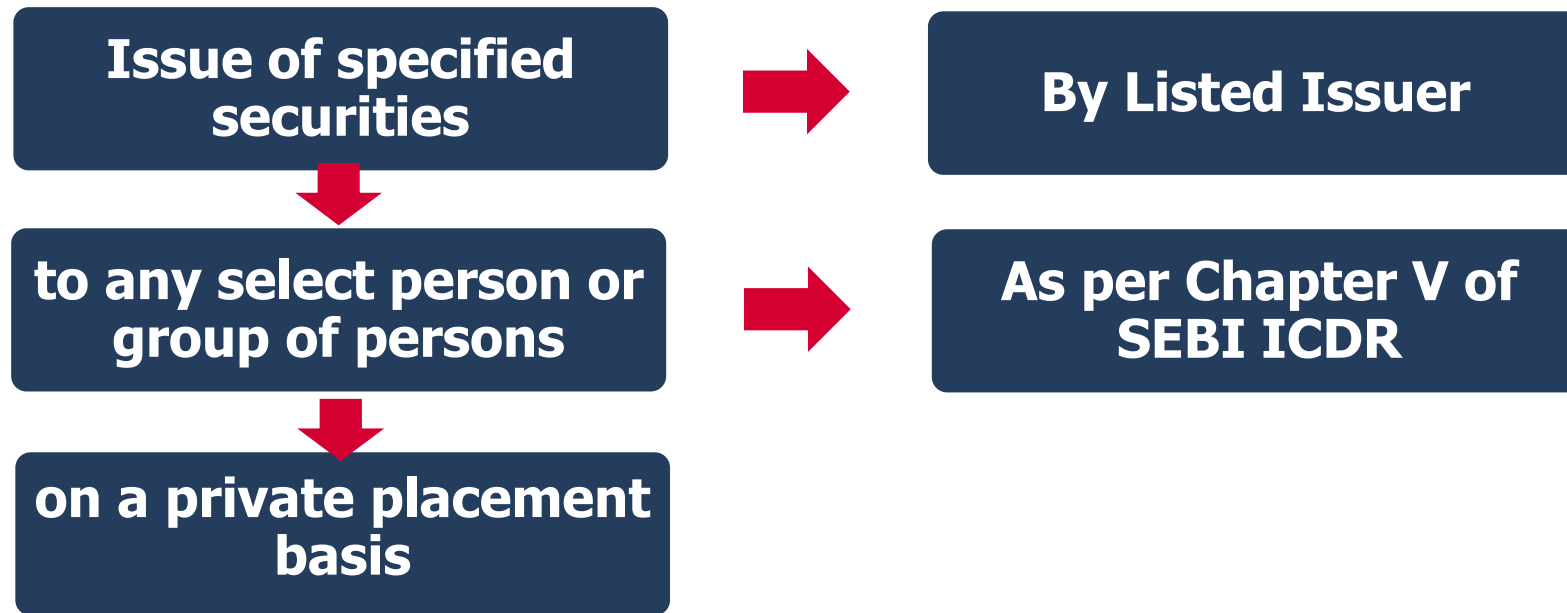 Issue of specified
securities
By Listed Issuer
to any select person or
group of persons
As per Chapter V of
SEBI ICDR
on a private placement
basis